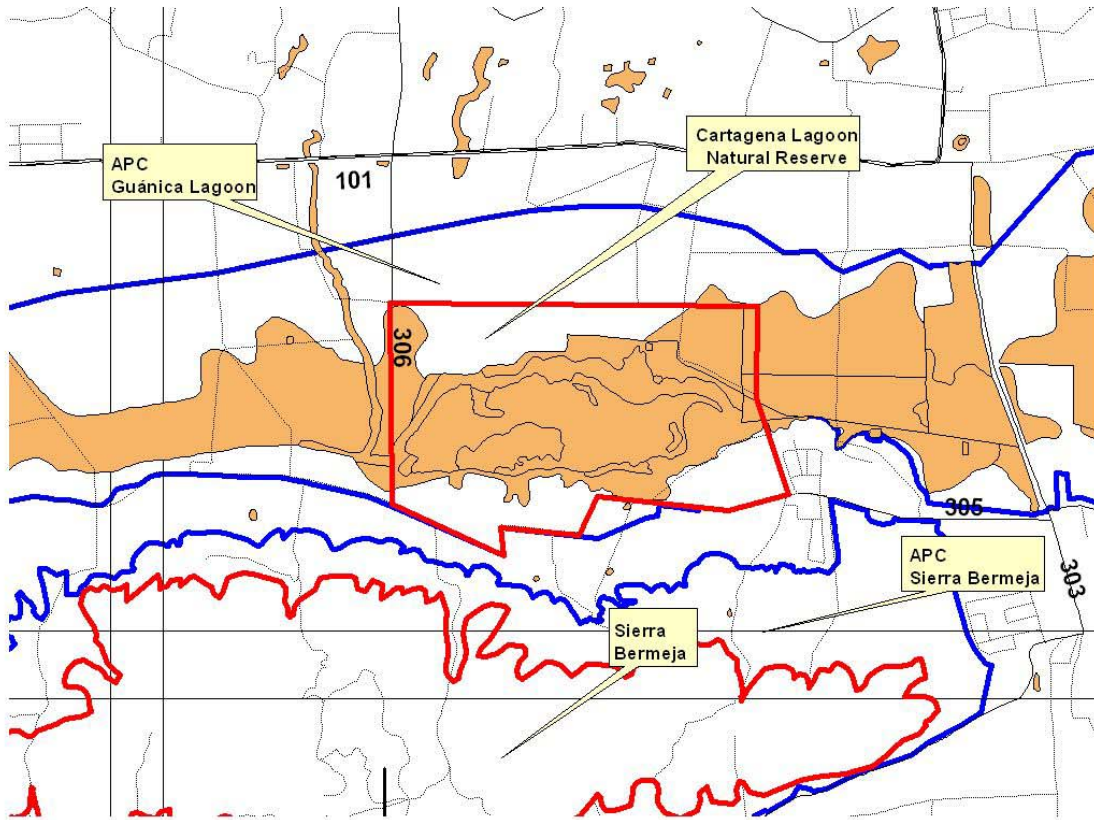 Cartagena Lagoon
Natural Reserve
APC
Guánica Lagoon
101
306
305
APC
Sierra Bermeja
303
Sierra
Bermeja